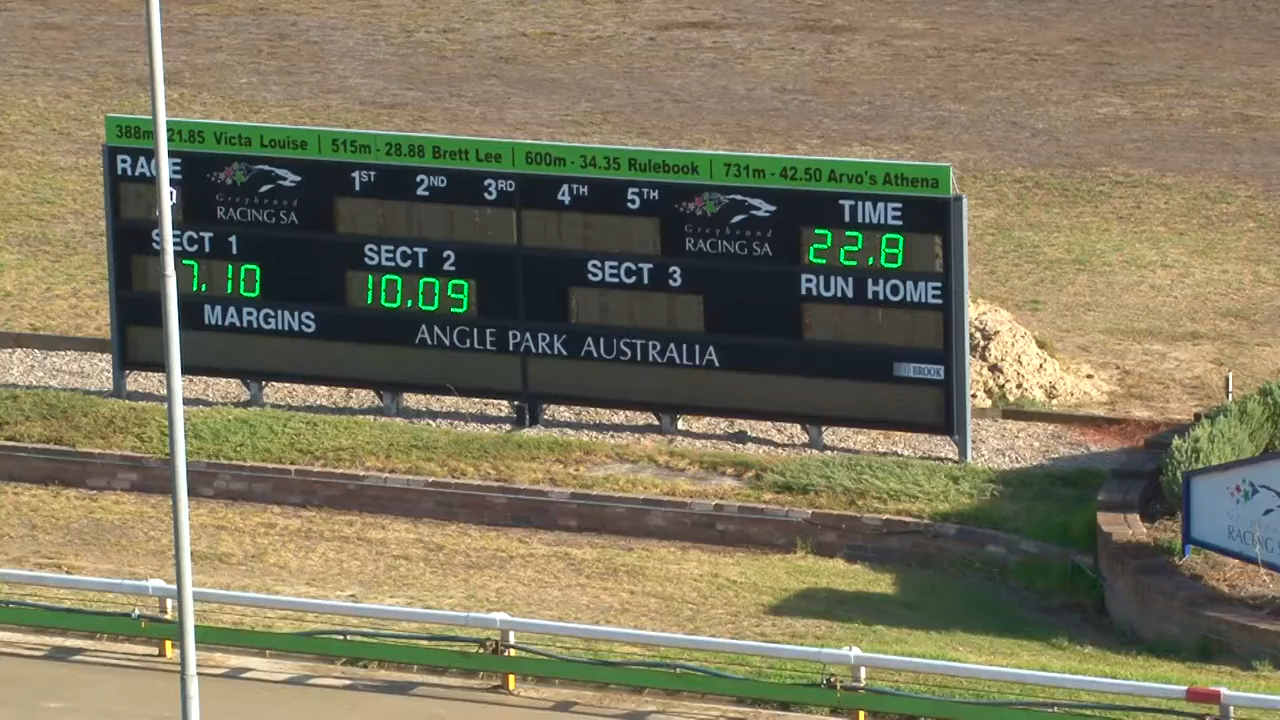 388m - 21.85 Victa Louise | 515m - 28.88 Brett Lee | 600m - 34.35 Rulebook | 731m - 42.50 Arvo's Athena
RACE
Greyhound
RACING SA
1ST 2ND 3RD 4TH 5TH
Greyhound
RACING SA
TIME
22.8
SECT 1
7.10
SECT 2
10.09
SECT 3
RUN HOME
MARGINS
ANGLE PARK AUSTRALIA
BROOK
RACING S